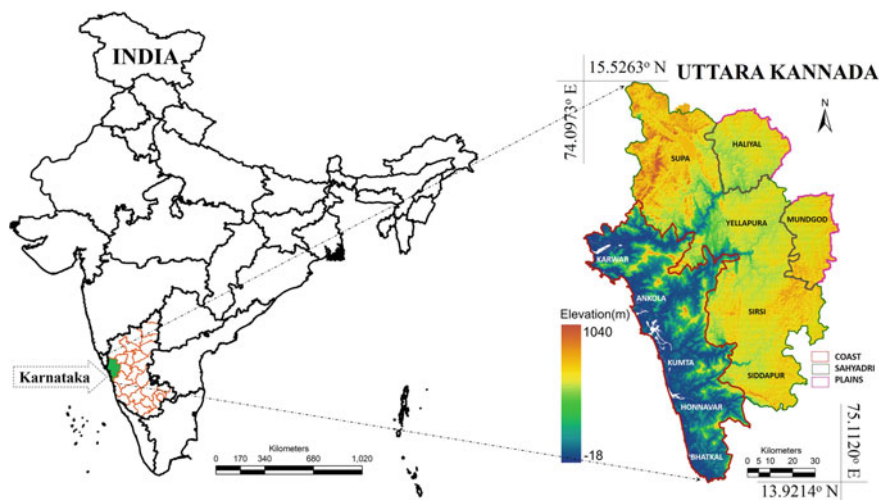 INDIA
Karnataka
Kilometers
0 170 340 680 1,020
15.5263° N
74.0973° E
UTTARA KANNADA
N
SUPA
HALIYAL
YELLAPURA
MUNDGOD
KARWAR
ANKOLA
SIRSI
KUMTA
SIDDAPUR
HONNAVAR
BHATKAL
Elevation(m)
1040
-18
COAST
SAHYADRI
PLAINS
Kilometers
0 5 10 20 30
75.1120° E
13.9214° N